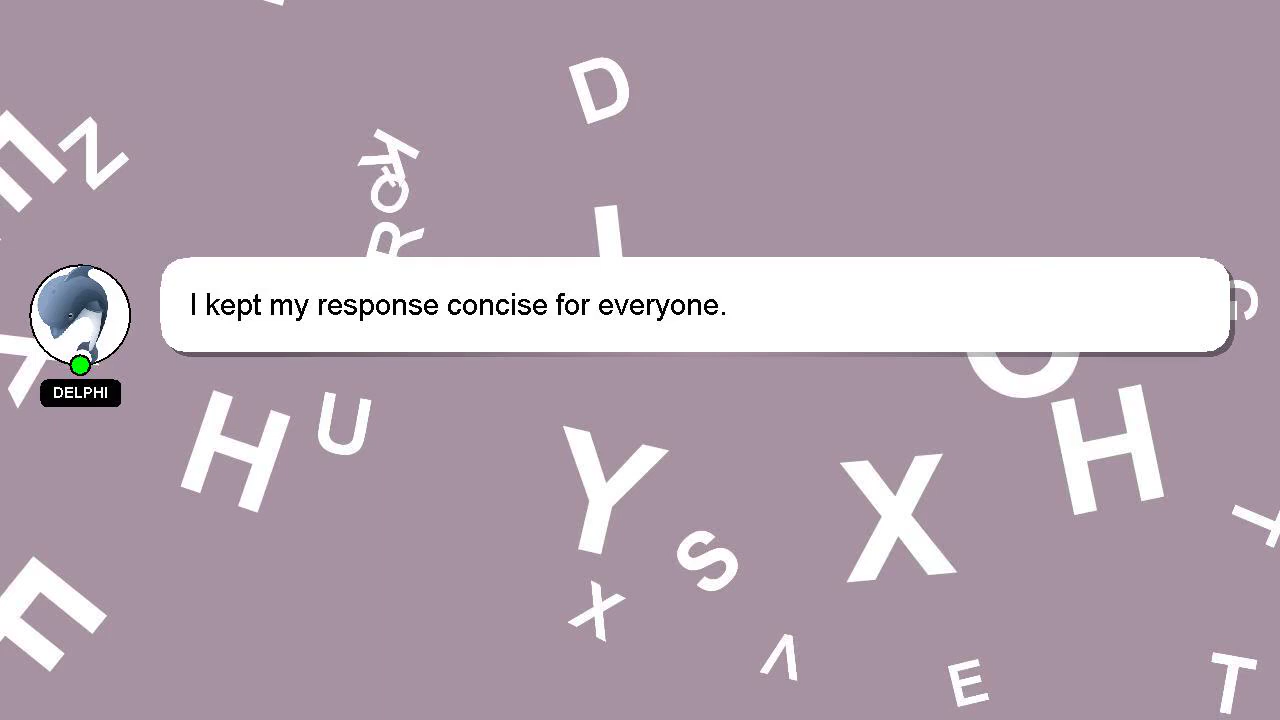 D
N
K
R
I
I kept my response concise for everyone.
DELPHI
H
U
Y
X
H
S
X
V
E
T